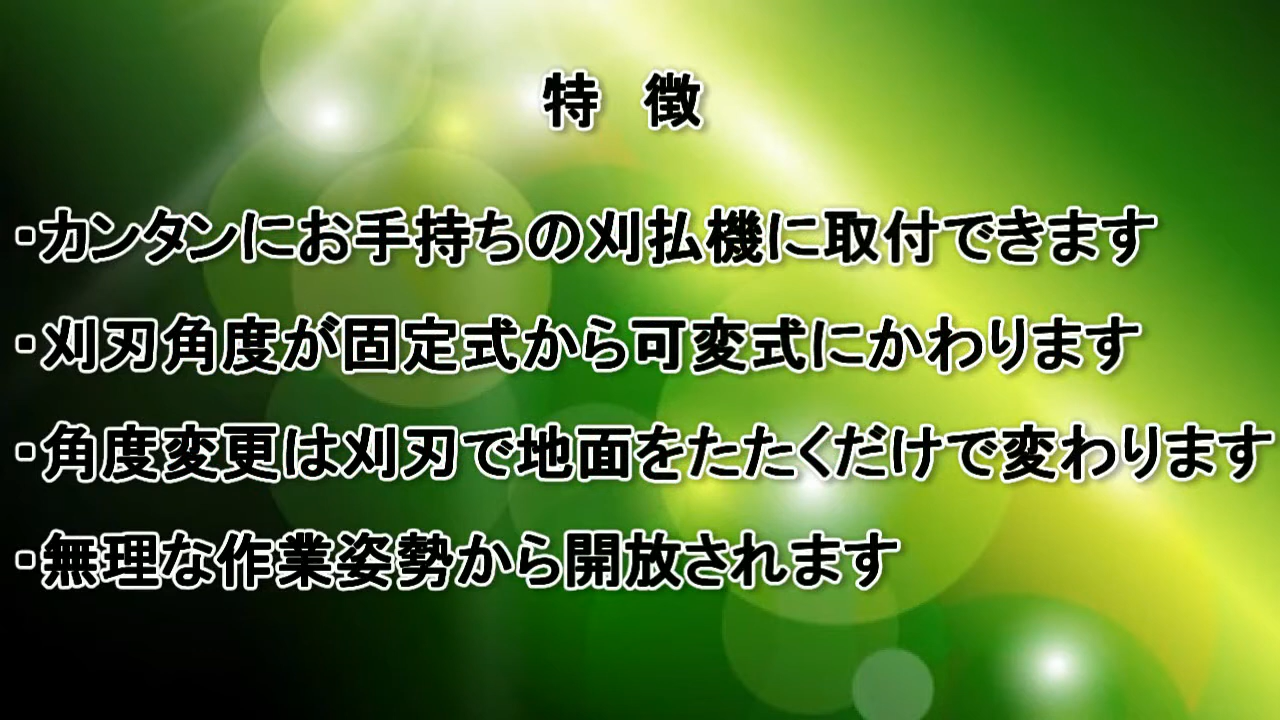 特　徴
・カンタンにお手持ちの刈払機に取付できます
・刈刃角度が固定式から可変式にかわります
・角度変更は刈刃で地面をたたくだけで変わります
・無理な作業姿勢から開放されます